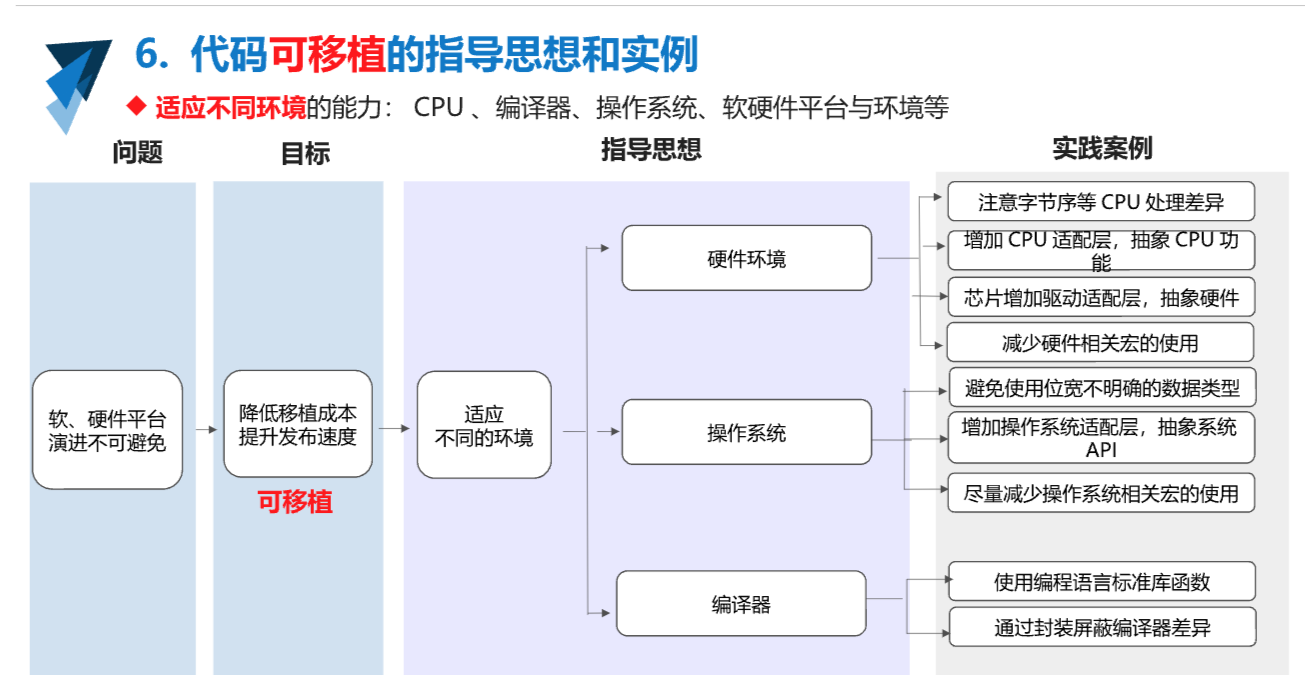 6. 代码可移植的指导思想和实例
◆ 适应不同环境的能力： CPU 、编译器、操作系统、软硬件平台与环境等
问题
目标
指导思想
实践案例
软、硬件平台
演进不可避免
降低移植成本
提升发布速度
可移植
适应
不同的环境
硬件环境
操作系统
编译器
注意字节序等 CPU 处理差异
增加 CPU 适配层，抽象 CPU 功
能
芯片增加驱动适配层，抽象硬件
减少硬件相关宏的使用
避免使用位宽不明确的数据类型
增加操作系统适配层，抽象系统
API
尽量减少操作系统相关宏的使用
使用编程语言标准库函数
通过封装屏蔽编译器差异